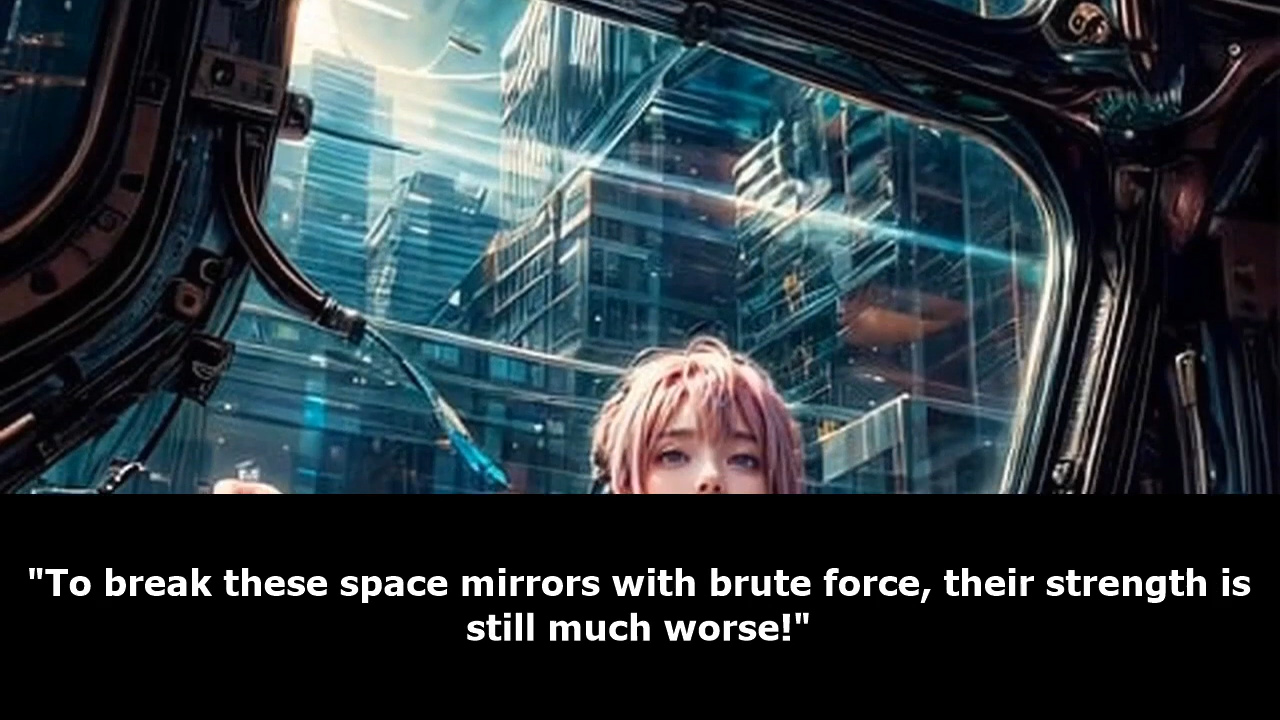 "To break these space mirrors with brute force, their strength is
still much worse!"